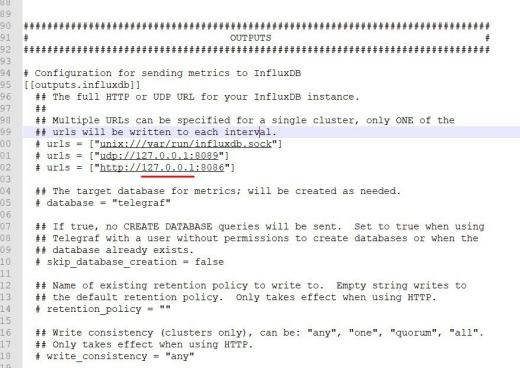 88
89
90 ###############################################################################
91 #                                  OUTPUTS                                    #
92 ###############################################################################
93
94 # Configuration for sending metrics to InfluxDB
95 [[outputs.influxdb]]
96   ## The full HTTP or UDP URL for your InfluxDB instance.
97   ##
98   ## Multiple URLs can be specified for a single cluster, only ONE of the
99   ## urls will be written to each interval.
00   # urls = ["unix:///var/run/influxdb.sock"]
01   # urls = ["udp://127.0.0.1:8089"]
02   # urls = ["http://127.0.0.1:8086"]
03
04   ## The target database for metrics; will be created as needed.
05   # database = "telegraf"
06
07   ## If true, no CREATE DATABASE queries will be sent.  Set to true when using
08   ## Telegraf with a user without permissions to create databases or when the
09   ## database already exists.
10   # skip_database_creation = false
11
12   ## Name of existing retention policy to write to.  Empty string writes to
13   ## the default retention policy.  Only takes effect when using HTTP.
14   # retention_policy = ""
15
16   ## Write consistency (clusters only), can be: "any", "one", "quorum", "all".
17   ## Only takes effect when using HTTP.
18   # write_consistency = "any"
19